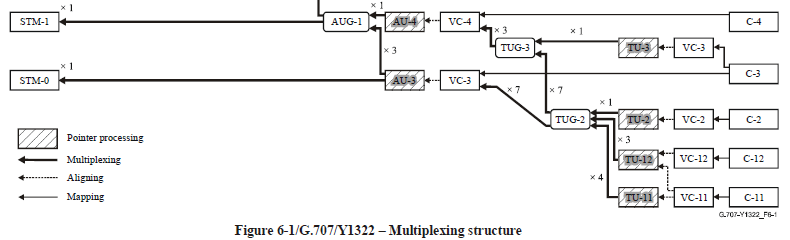 × 1
× 1
STM-1
AUG-1
AU-4
VC-4
C-4
× 3
× 1
TUG-3
TU-3
VC-3
× 3
C-3
× 1
STM-0
AU-3
VC-3
× 7
× 7
× 1
TUG-2
TU-2
VC-2
C-2
× 3
Pointer processing
Multiplexing
TU-12
VC-12
C-12
Aligning
× 4
Mapping
TU-11
VC-11
C-11
G.707-Y1322_F6-1
Figure 6-1/G.707/Y1322 – Multiplexing structure